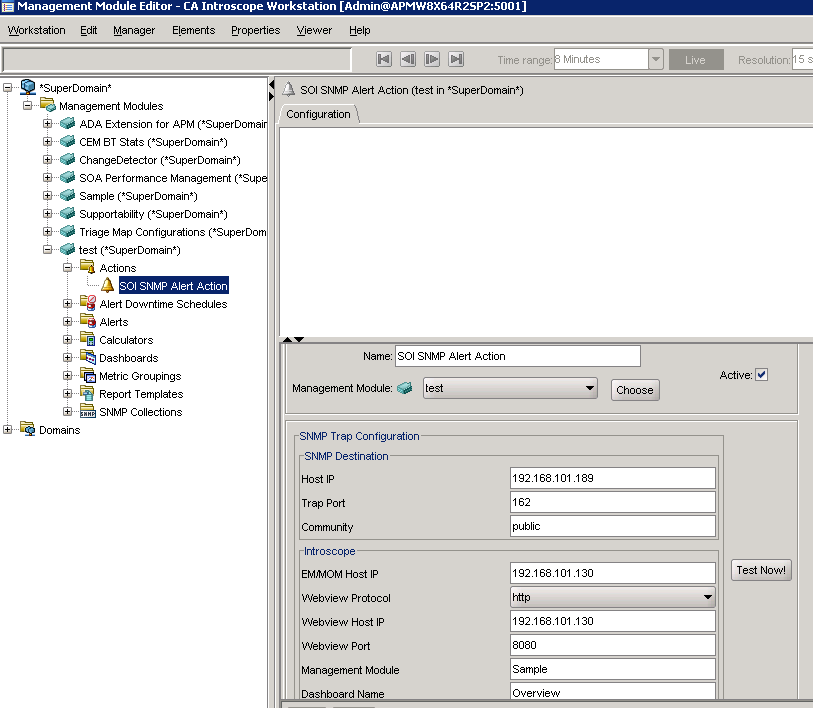 Management Module Editor - CA Introscope Workstation [Admin@APMW8X64R2SP2:5001]
Workstation Edit Manager Elements Properties Viewer Help
Time range: 8 Minutes Live Resolution: 15 s
*SuperDomain*
Management Modules
ADA Extension for APM (*SuperDomain
CEM BT Stats (*SuperDomain*)
ChangeDetector (*SuperDomain*)
SOA Performance Management (*Supe
Sample (*SuperDomain*)
Supportability (*SuperDomain*)
Triage Map Configurations (*SuperDom
test (*SuperDomain*)
Actions
SOI SNMP Alert Action
Alert Downtime Schedules
Alerts
Calculators
Dashboards
Metric Groupings
Report Templates
SNMP Collections
Domains
SOI SNMP Alert Action (test in *SuperDomain*)
Configuration
Name: SOI SNMP Alert Action
Active:
Management Module: test Choose
SNMP Trap Configuration
SNMP Destination
Host IP 192.168.101.189
Trap Port 162
Community public
Introscope
EM/MOM Host IP 192.168.101.130
Test Now!
Webview Protocol http
Webview Host IP 192.168.101.130
Webview Port 8080
Management Module Sample
Dashboard Name Overview